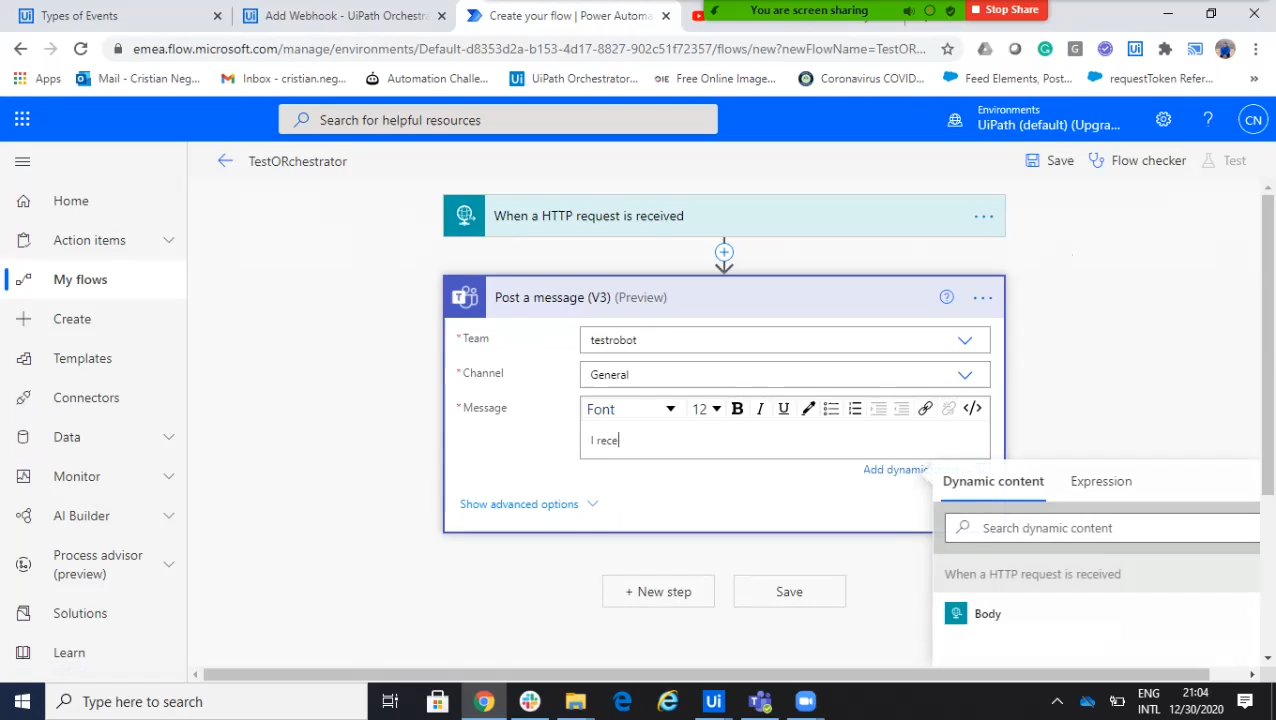 Types of Events
Add Webhook - UiPath Orchestr
Create your flow | Power Automa
You are screen sharing
Stop Share
emea.flow.microsoft.com/manage/environments/Default-d8353d2a-b153-4d17-8827-902c51f72357/flows/new?newFlowName=TestOR...
Apps
Mail - Cristian Neg...
Inbox - cristian.neg...
Automation Challe...
UiPath Orchestrator...
Free Online Image...
Coronavirus COVID...
Feed Elements, Post...
requestToken Refer...
»
Search for helpful resources
Environments
UiPath (default) (Upgra...
?
CN
TestORchestrator
Save
Flow checker
Test
Home
Action items
My flows
Create
Templates
Connectors
Data
Monitor
AI Builder
Process advisor
(preview)
Solutions
Learn
When a HTTP request is received
Post a message (V3) (Preview)
* Team
testrobot
* Channel
General
* Message
Font
12
B
I
U
</>
I rece
Add dynamic
Show advanced options
Dynamic content
Expression
Search dynamic content
When a HTTP request is received
Body
+ New step
Save
Type here to search
ENG
INTL
21:04
12/30/2020